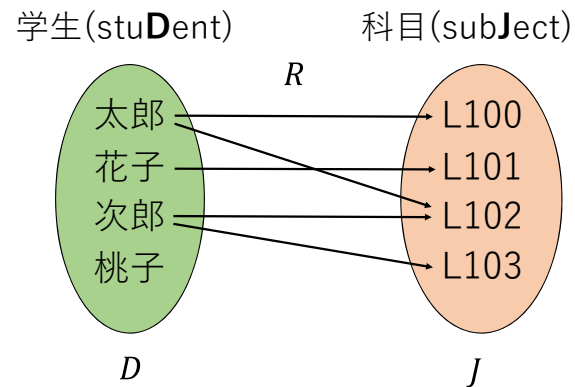 学生(stuDent)
科目(subJect)
R
太郎
花子
次郎
桃子
L100
L101
L102
L103
D
J